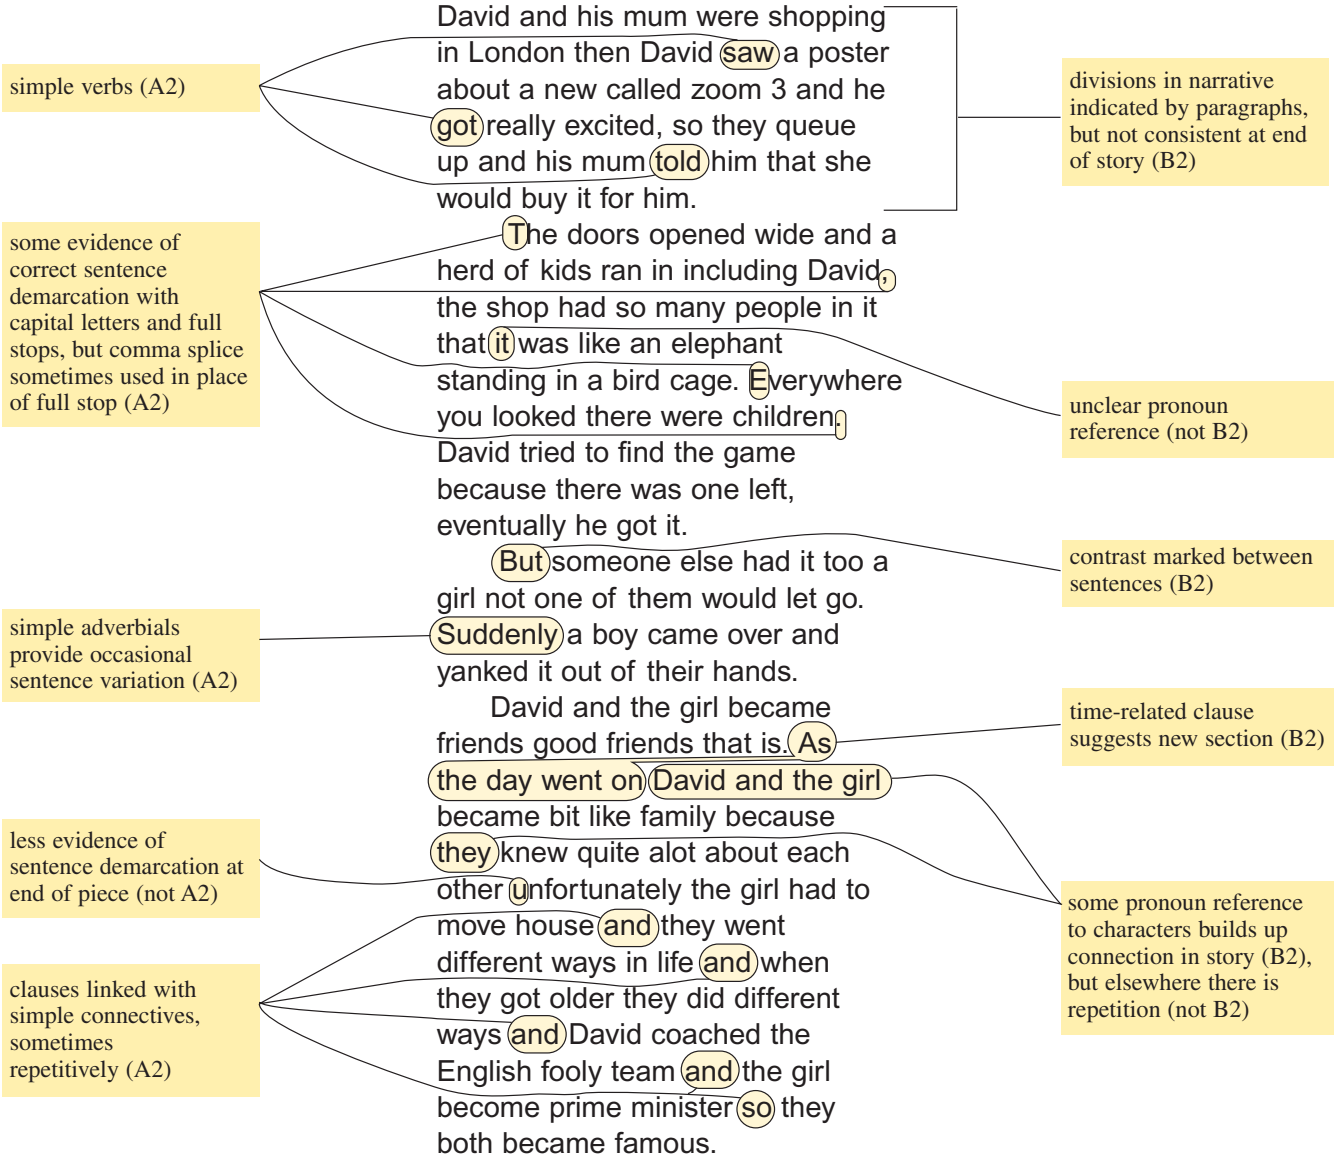 David and his mum were shopping
in London then David saw a poster
about a new called zoom 3 and he
got really excited, so they queue
up and his mum told him that she
would buy it for him.
The doors opened wide and a
herd of kids ran in including David,
the shop had so many people in it
that it was like an elephant
standing in a bird cage. Everywhere
you looked there were children.
David tried to find the game
because there was one left,
eventually he got it.
But someone else had it too a
girl not one of them would let go.
Suddenly a boy came over and
yanked it out of their hands.
David and the girl became
friends good friends that is. As
the day went on David and the girl
became bit like family because
they knew quite alot about each
other unfortunately the girl had to
move house and they went
different ways in life and when
they got older they did different
ways and David coached the
English fooly team and the girl
become prime minister so they
both became famous.
simple verbs (A2)
some evidence of
correct sentence
demarcation with
capital letters and full
stops, but comma splice
sometimes used in place
of full stop (A2)
simple adverbials
provide occasional
sentence variation (A2)
less evidence of
sentence demarcation at
end of piece (not A2)
clauses linked with
simple connectives,
sometimes
repetitively (A2)
divisions in narrative
indicated by paragraphs,
but not consistent at end
of story (B2)
unclear pronoun
reference (not B2)
contrast marked between
sentences (B2)
time-related clause
suggests new section (B2)
some pronoun reference
to characters builds up
connection in story (B2),
but elsewhere there is
repetition (not B2)